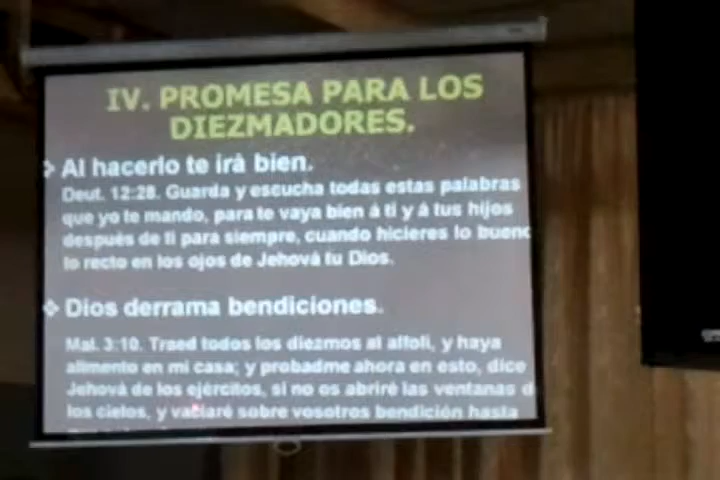 IV. PROMESA PARA LOS
DIEZMADORES.
Al hacerlo te irá bien.
Deut. 12:28. Guarda y escucha todas estas palabras
que yo te mando, para te vaya bien á ti y á tus hijos
después de ti para siempre, cuando hicieres lo bueno
lo recto en los ojos de Jehová tu Dios.
Dios derrama bendiciones.
Mal. 3:10. Traed todos los diezmos al alfolí, y haya
alimento en mi casa; y probadme ahora en esto, dice
Jehová de los ejércitos, si no os abriré las ventanas d
los cielos, y vaciaré sobre vosotros bendición hasta